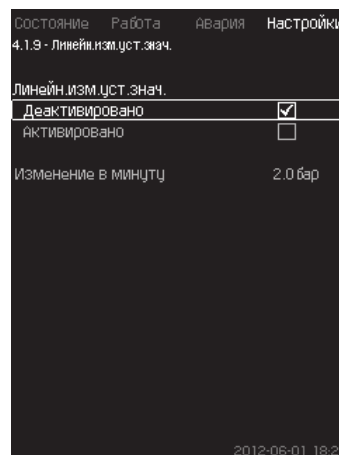 Состояние Работа Авария Настройки
4.1.9 - Линейн.изм.уст.знач.
Линейн.изм.уст.знач.
Деактивировано
Активировано
Изменение в минуту 2.0 бар
2012-06-01 18:2